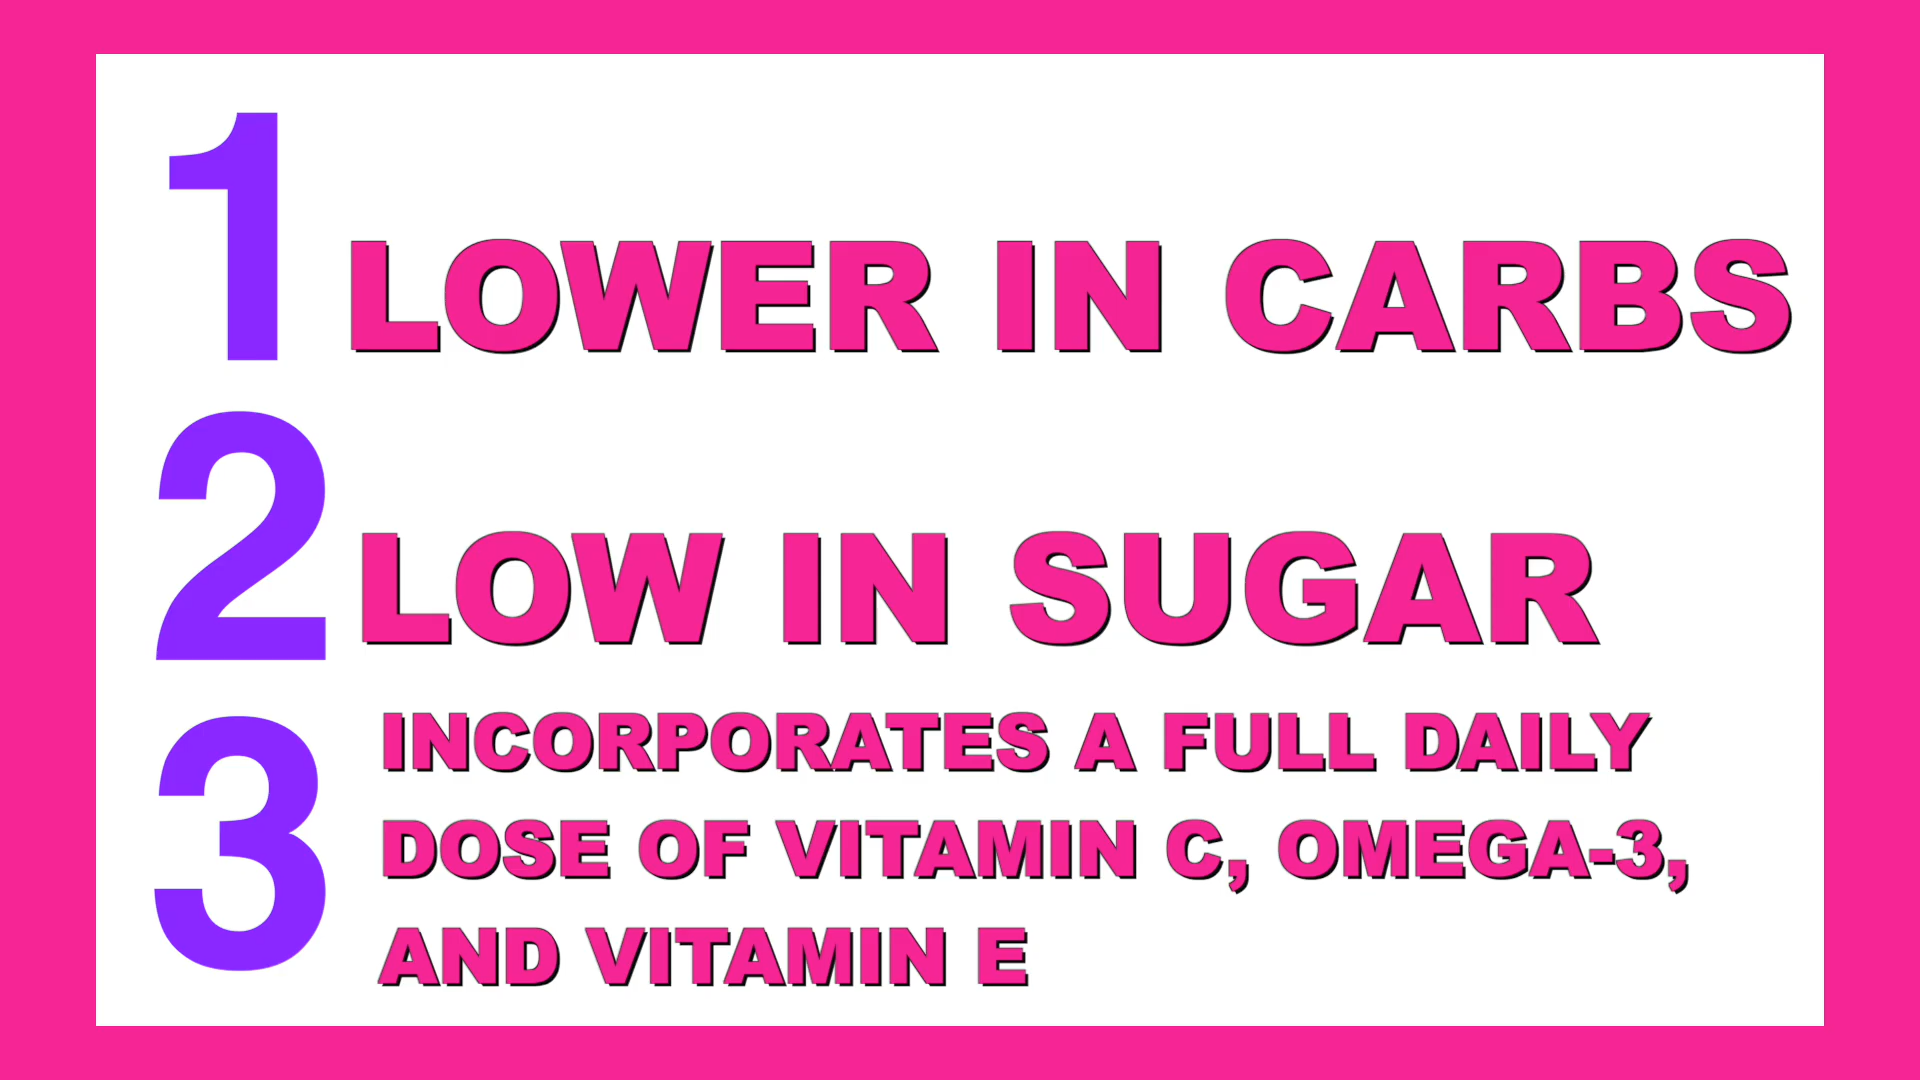 1 LOWER IN CARBS
2 LOW IN SUGAR
3 INCORPORATES A FULL DAILY
DOSE OF VITAMIN C, OMEGA-3,
AND VITAMIN E